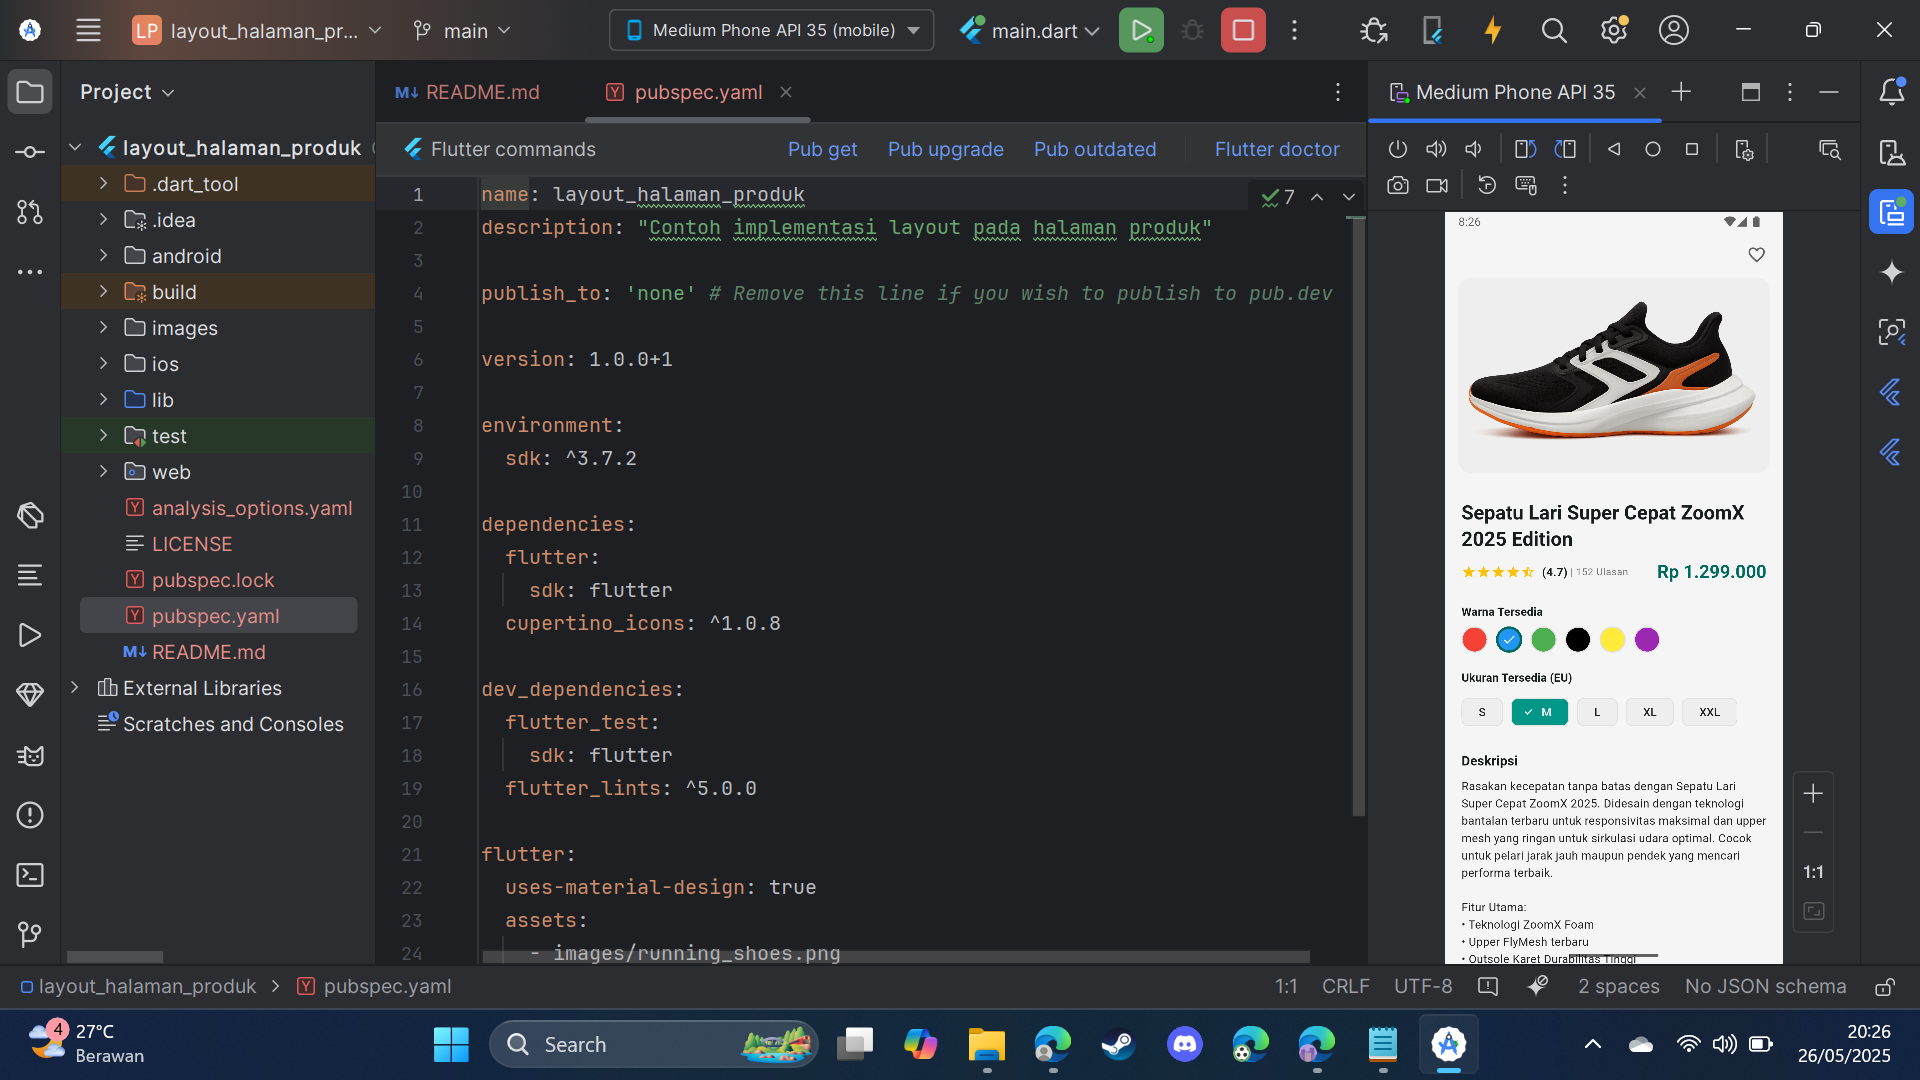 LP layout_halaman_pr... main Medium Phone API 35 (mobile) main.dart
Project
layout_halaman_produk
.dart_tool
.idea
android
build
images
ios
lib
test
web
analysis_options.yaml
LICENSE
pubspec.lock
pubspec.yaml
README.md
External Libraries
Scratches and Consoles
README.md pubspec.yaml
Flutter commands Pub get Pub upgrade Pub outdated Flutter doctor
7
1 name: layout_halaman_produk
2 description: "Contoh implementasi layout pada halaman produk"
3
4 publish_to: 'none' # Remove this line if you wish to publish to pub.dev
5
6 version: 1.0.0+1
7
8 environment:
9 sdk: ^3.7.2
10
11 dependencies:
12 flutter:
13 sdk: flutter
14 cupertino_icons: ^1.0.8
15
16 dev_dependencies:
17 flutter_test:
18 sdk: flutter
19 flutter_lints: ^5.0.0
20
21 flutter:
22 uses-material-design: true
23 assets:
24 - images/running_shoes.png
Medium Phone API 35
8:26
Sepatu Lari Super Cepat ZoomX
2025 Edition
(4.7) | 152 Ulasan Rp 1.299.000
Warna Tersedia
Ukuran Tersedia (EU)
S M L XL XXL
Deskripsi
Rasakan kecepatan tanpa batas dengan Sepatu Lari
Super Cepat ZoomX 2025. Didesain dengan teknologi
bantalan terbaru untuk responsivitas maksimal dan upper
mesh yang ringan untuk sirkulasi udara optimal. Cocok
untuk pelari jarak jauh maupun pendek yang mencari
performa terbaik.
Fitur Utama:
• Teknologi ZoomX Foam
• Upper FlyMesh terbaru
• Outsole Karet Durabilitas Tinggi
1:1
layout_halaman_produk > pubspec.yaml
1:1 CRLF UTF-8 2 spaces No JSON schema
4
27°C
Berawan
Search
20:26
26/05/2025